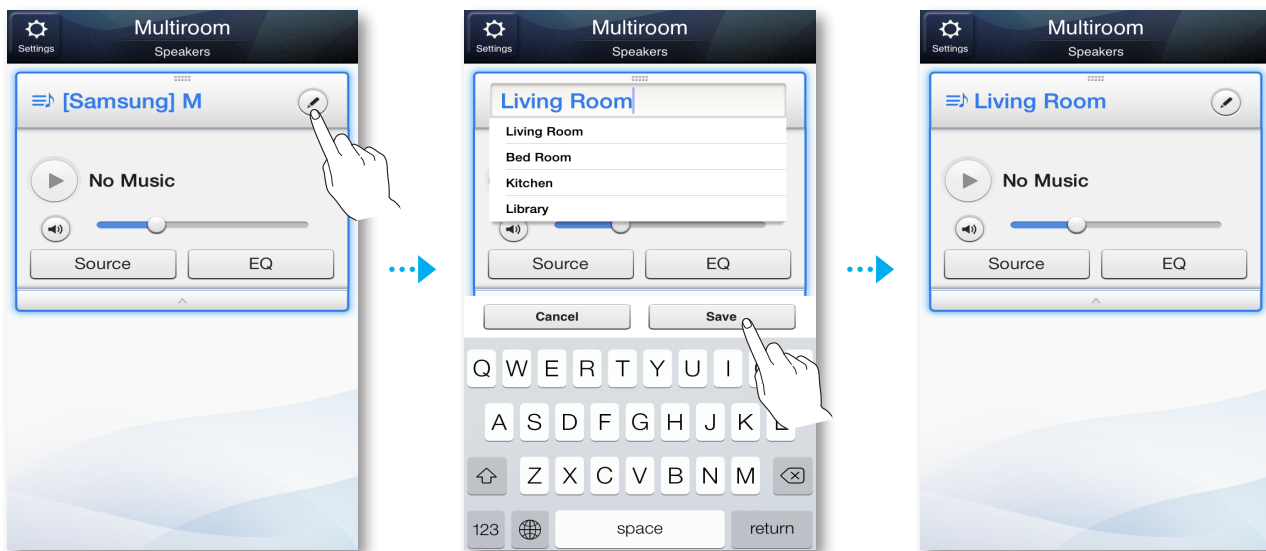 Multiroom
Settings
Speakers
[Samsung] M
No Music
Source EQ
Multiroom
Settings
Speakers
Living Room
Living Room
Bed Room
Kitchen
Library
Source EQ
Cancel Save
Q W E R T Y U I
A S D F G H J K L
Z X C V B N M
123 space return
Multiroom
Settings
Speakers
Living Room
No Music
Source EQ